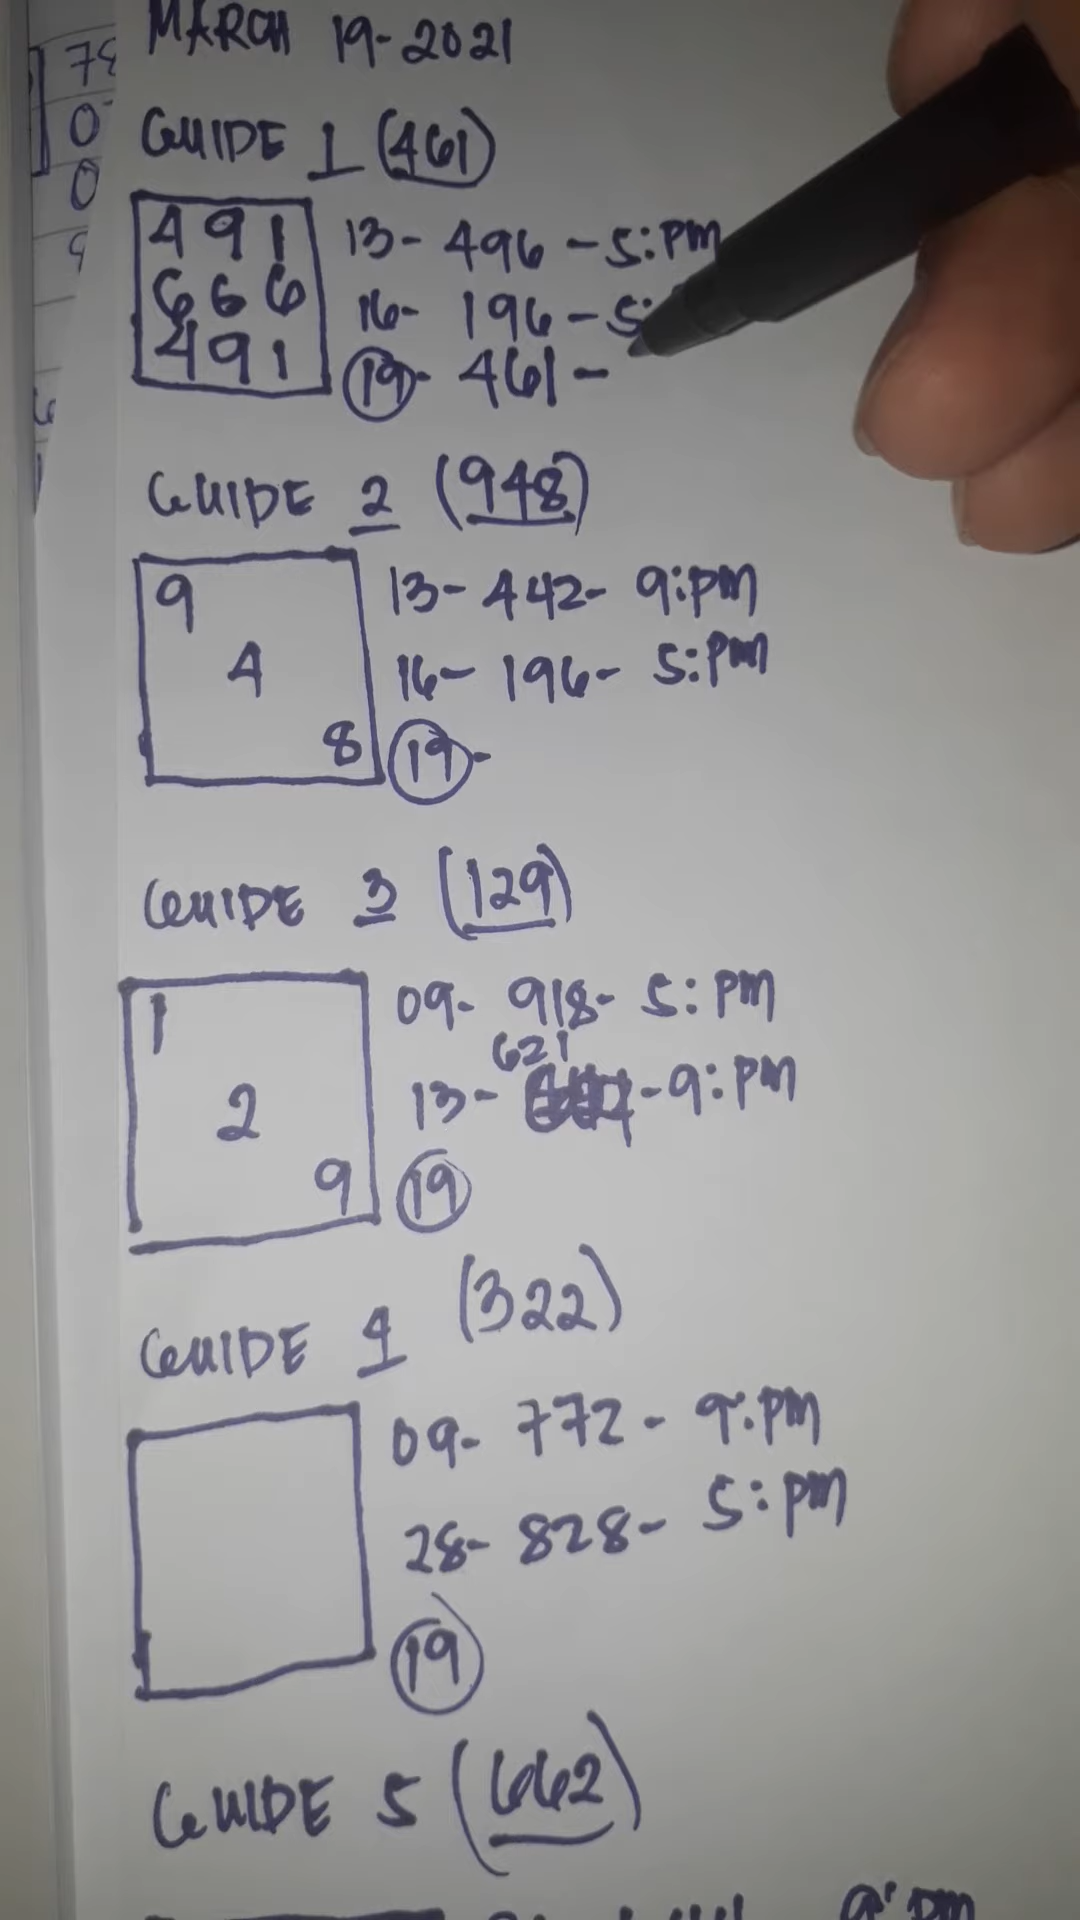 MARCH 19-2021
GUIDE 1 (461)
4 9 1
6 6 6
4 9 1
13- 496 - 5:pm
16- 196 - 5:
19- 461 -
GUIDE 2 (948)
9
4
8
13- 442- 9:pm
16- 196- 5:pm
19-
GUIDE 3 (129)
1
2
9
09- 918- 5: pm
621
13- -9: pm
19
GUIDE 4 (322)
09- 772- 9:pm
28- 828- 5:pm
19
GUIDE 5 (662)
9:pm